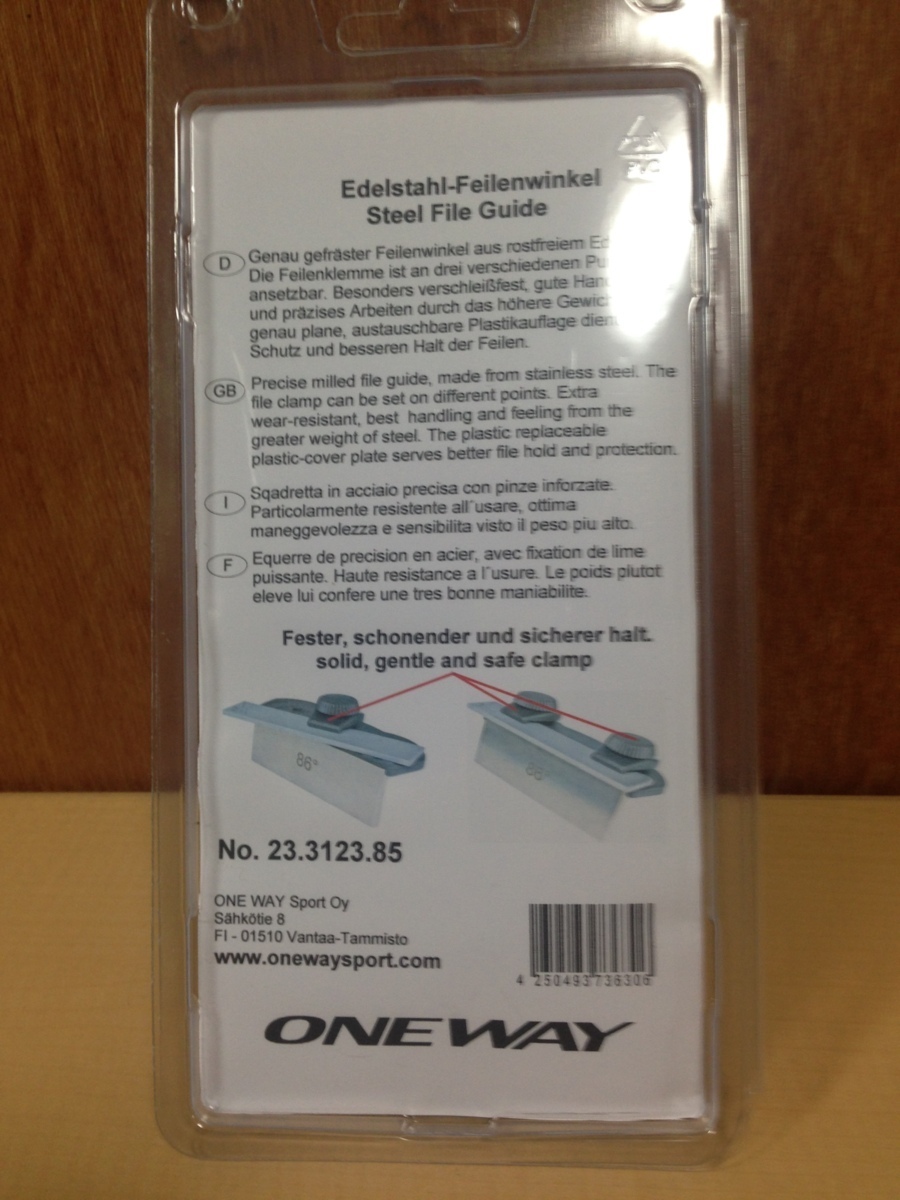 PVC
Edelstahl-Feilenwinkel
Steel File Guide
D
Genau gefräster Feilenwinkel aus rostfreiem
Die Feilenklemme ist an drei verschiedenen
ansetzbar. Besonders verschleißfest, gute
und präzises Arbeiten durch das höhere
genau plane, austauschbare Plastikauflage
Schutz und besseren Halt der Feilen.
GB
Precise milled file guide, made from stainless steel. The
file clamp can be set on different points. Extra
wear-resistant, best handling and feeling from the
greater weight of steel. The plastic replaceable
plastic-cover plate serves better file hold and protection.
I
Sqadretta in acciaio precisa con pinze inforzate.
Particolarmente resistente all´usare, ottima
maneggevolezza e sensibilita visto il peso piu alto.
F
Equerre de precision en acier, avec fixation de lime
puissante. Haute resistance a l´usure. Le poids plutot
eleve lui confere une tres bonne maniabilite.
Fester, schonender und sicherer halt.
solid, gentle and safe clamp
86°
86°
No. 23.3123.85
ONE WAY Sport Oy
Sähkötie 8
FI - 01510 Vantaa-Tammisto
www.onewaysport.com
4 250493736306
ONE WAY